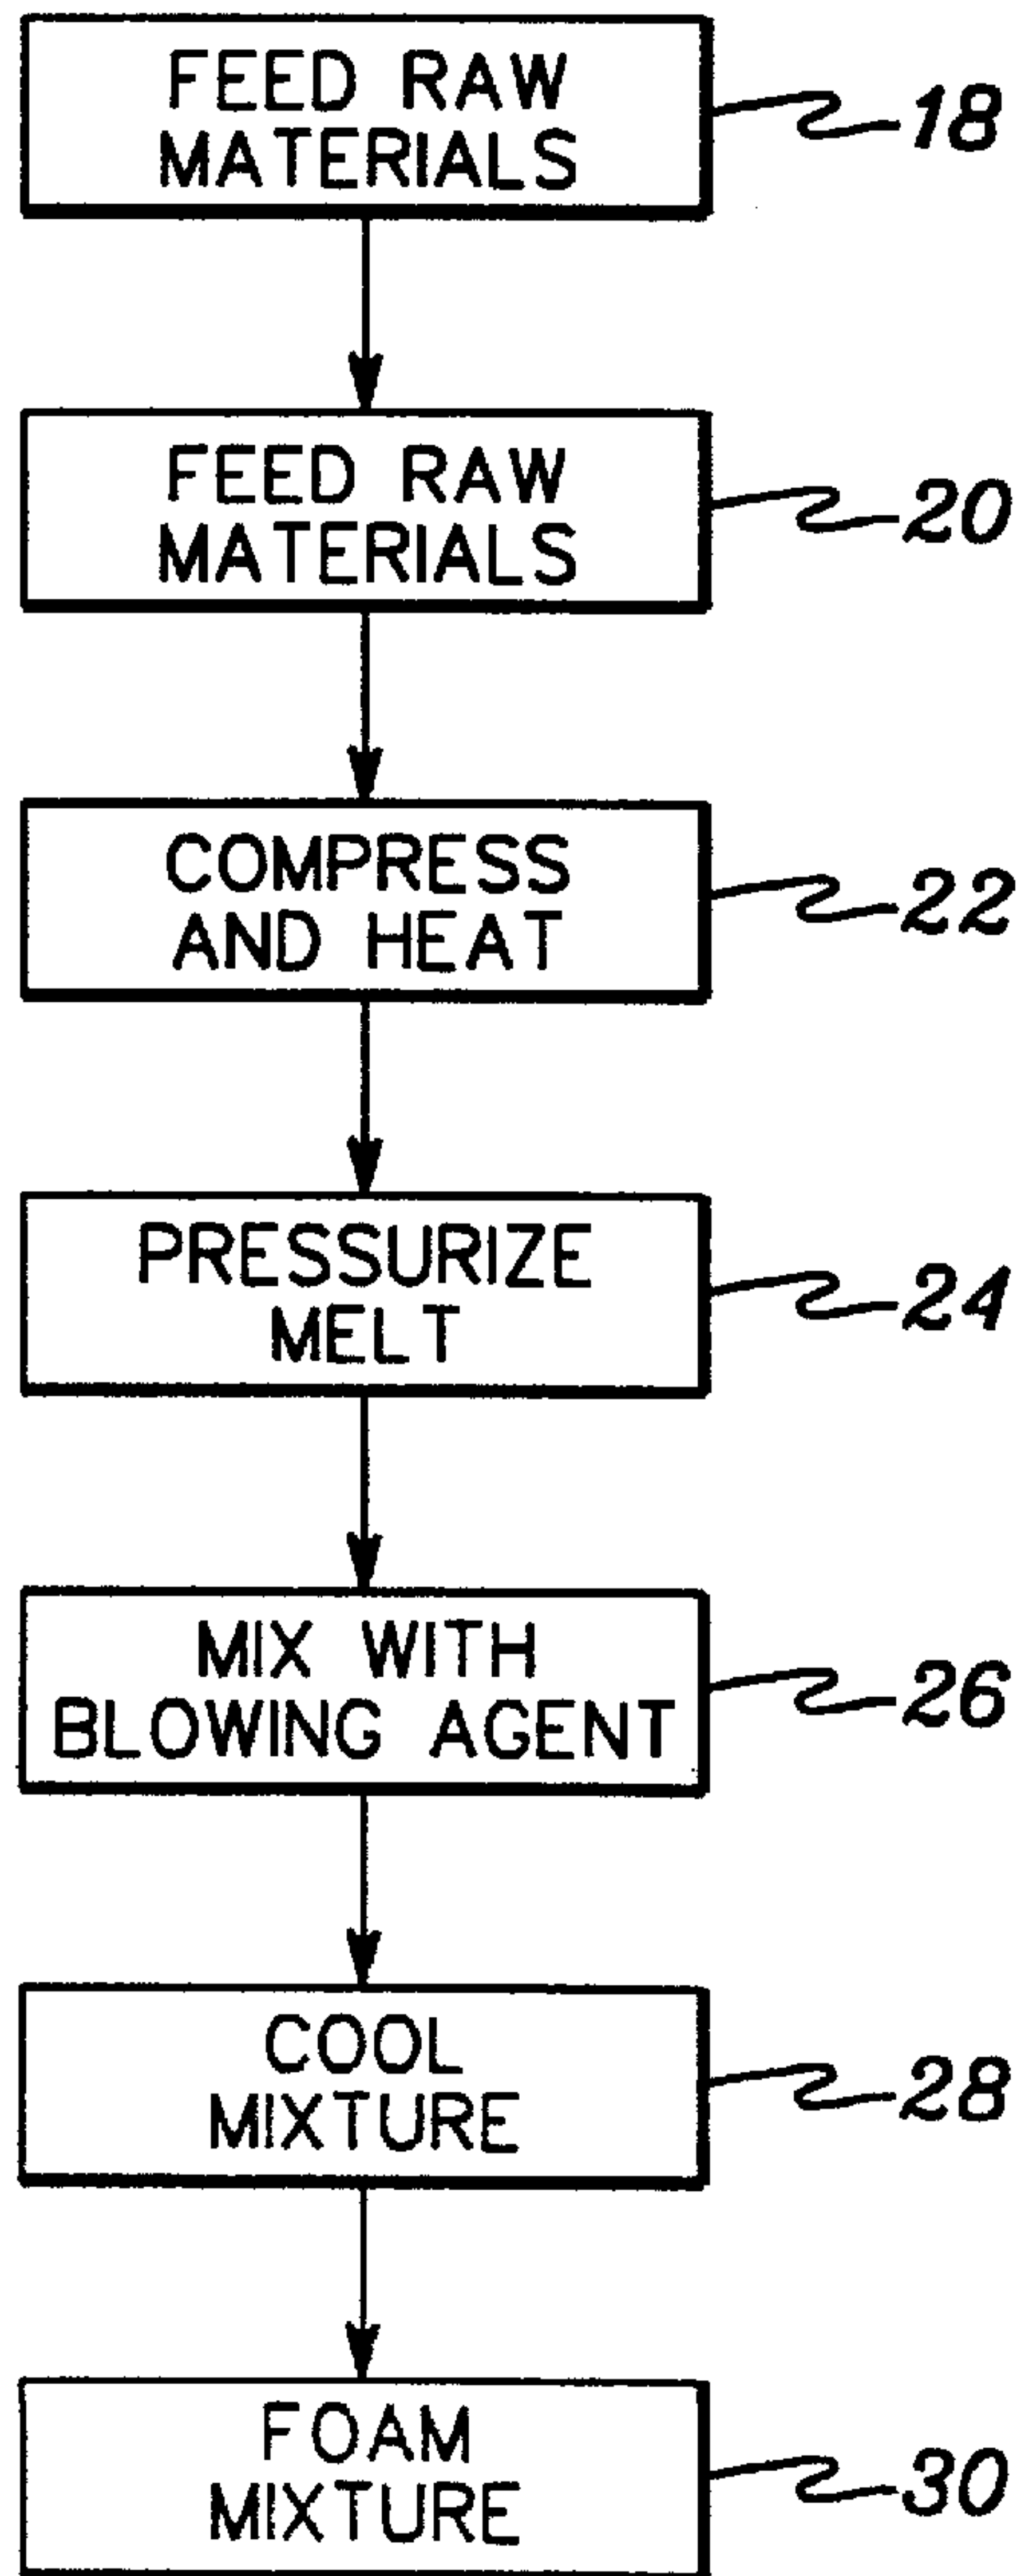 FEED RAW
MATERIALS
18
FEED RAW
MATERIALS
20
COMPRESS
AND HEAT
22
PRESSURIZE
MELT
24
MIX WITH
BLOWING AGENT
26
COOL
MIXTURE
28
FOAM
MIXTURE
30